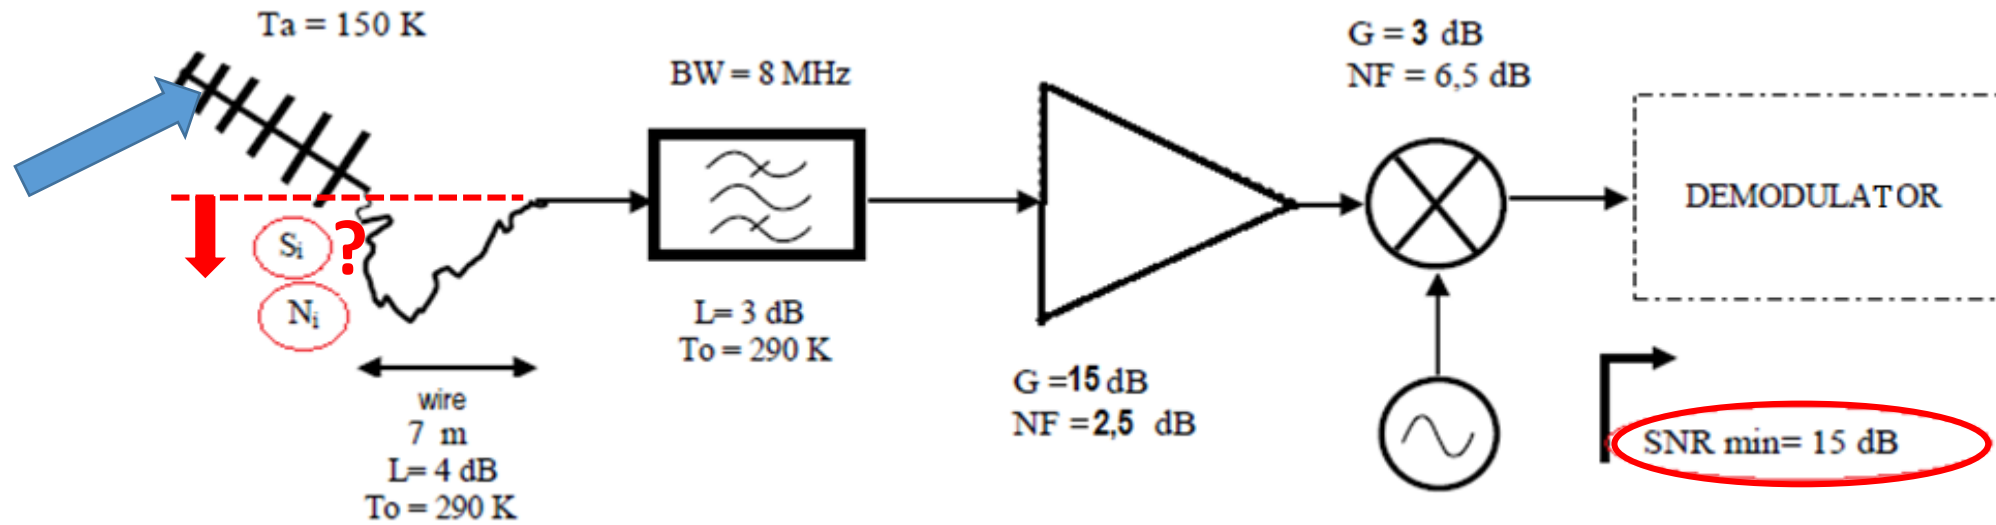 Ta = 150 K
BW = 8 MHz
G = 3 dB
NF = 6,5 dB
DEMODULATOR
Si
?
Ni
L= 3 dB
To = 290 K
wire
7 m
L= 4 dB
To = 290 K
G =15 dB
NF =2,5 dB
SNR min= 15 dB